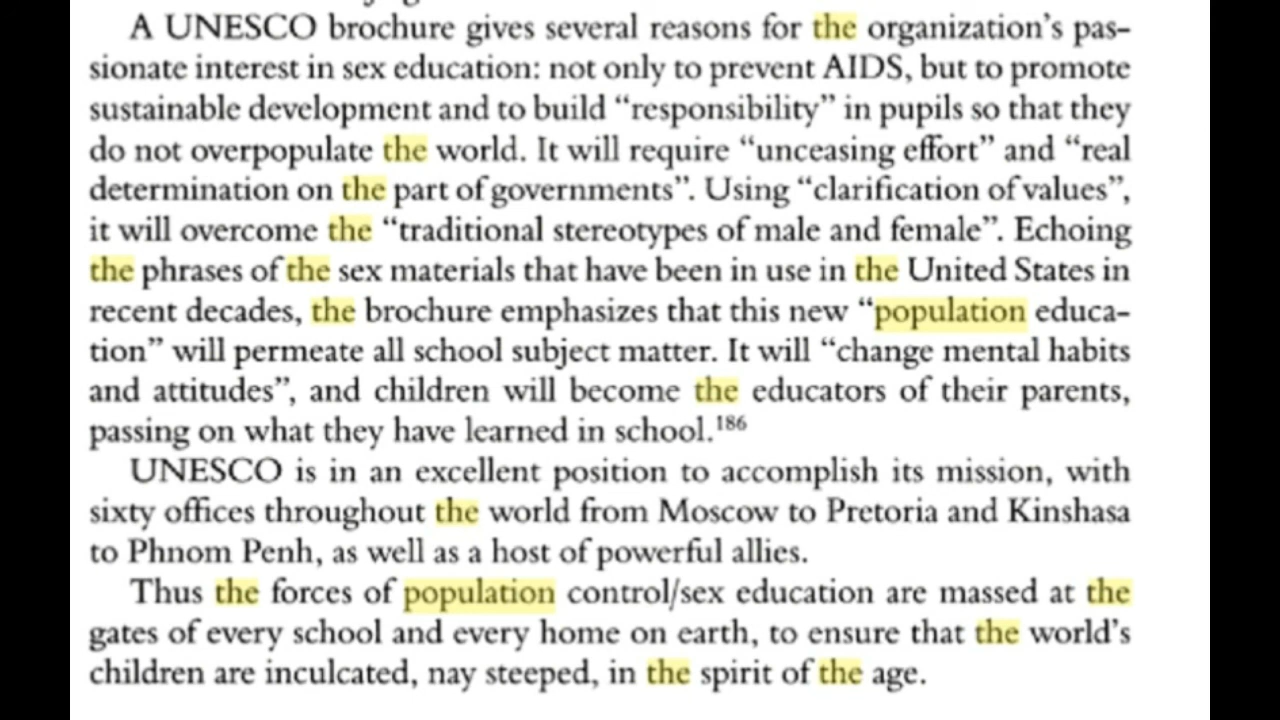 A UNESCO brochure gives several reasons for the organization's pas-
sionate interest in sex education: not only to prevent AIDS, but to promote
sustainable development and to build “responsibility” in pupils so that they
do not overpopulate the world. It will require “unceasing effort” and “real
determination on the part of governments”. Using “clarification of values”,
it will overcome the “traditional stereotypes of male and female”. Echoing
the phrases of the sex materials that have been in use in the United States in
recent decades, the brochure emphasizes that this new “population educa-
tion” will permeate all school subject matter. It will “change mental habits
and attitudes”, and children will become the educators of their parents,
passing on what they have learned in school.¹⁸⁶
UNESCO is in an excellent position to accomplish its mission, with
sixty offices throughout the world from Moscow to Pretoria and Kinshasa
to Phnom Penh, as well as a host of powerful allies.
Thus the forces of population control/sex education are massed at the
gates of every school and every home on earth, to ensure that the world's
children are inculcated, nay steeped, in the spirit of the age.